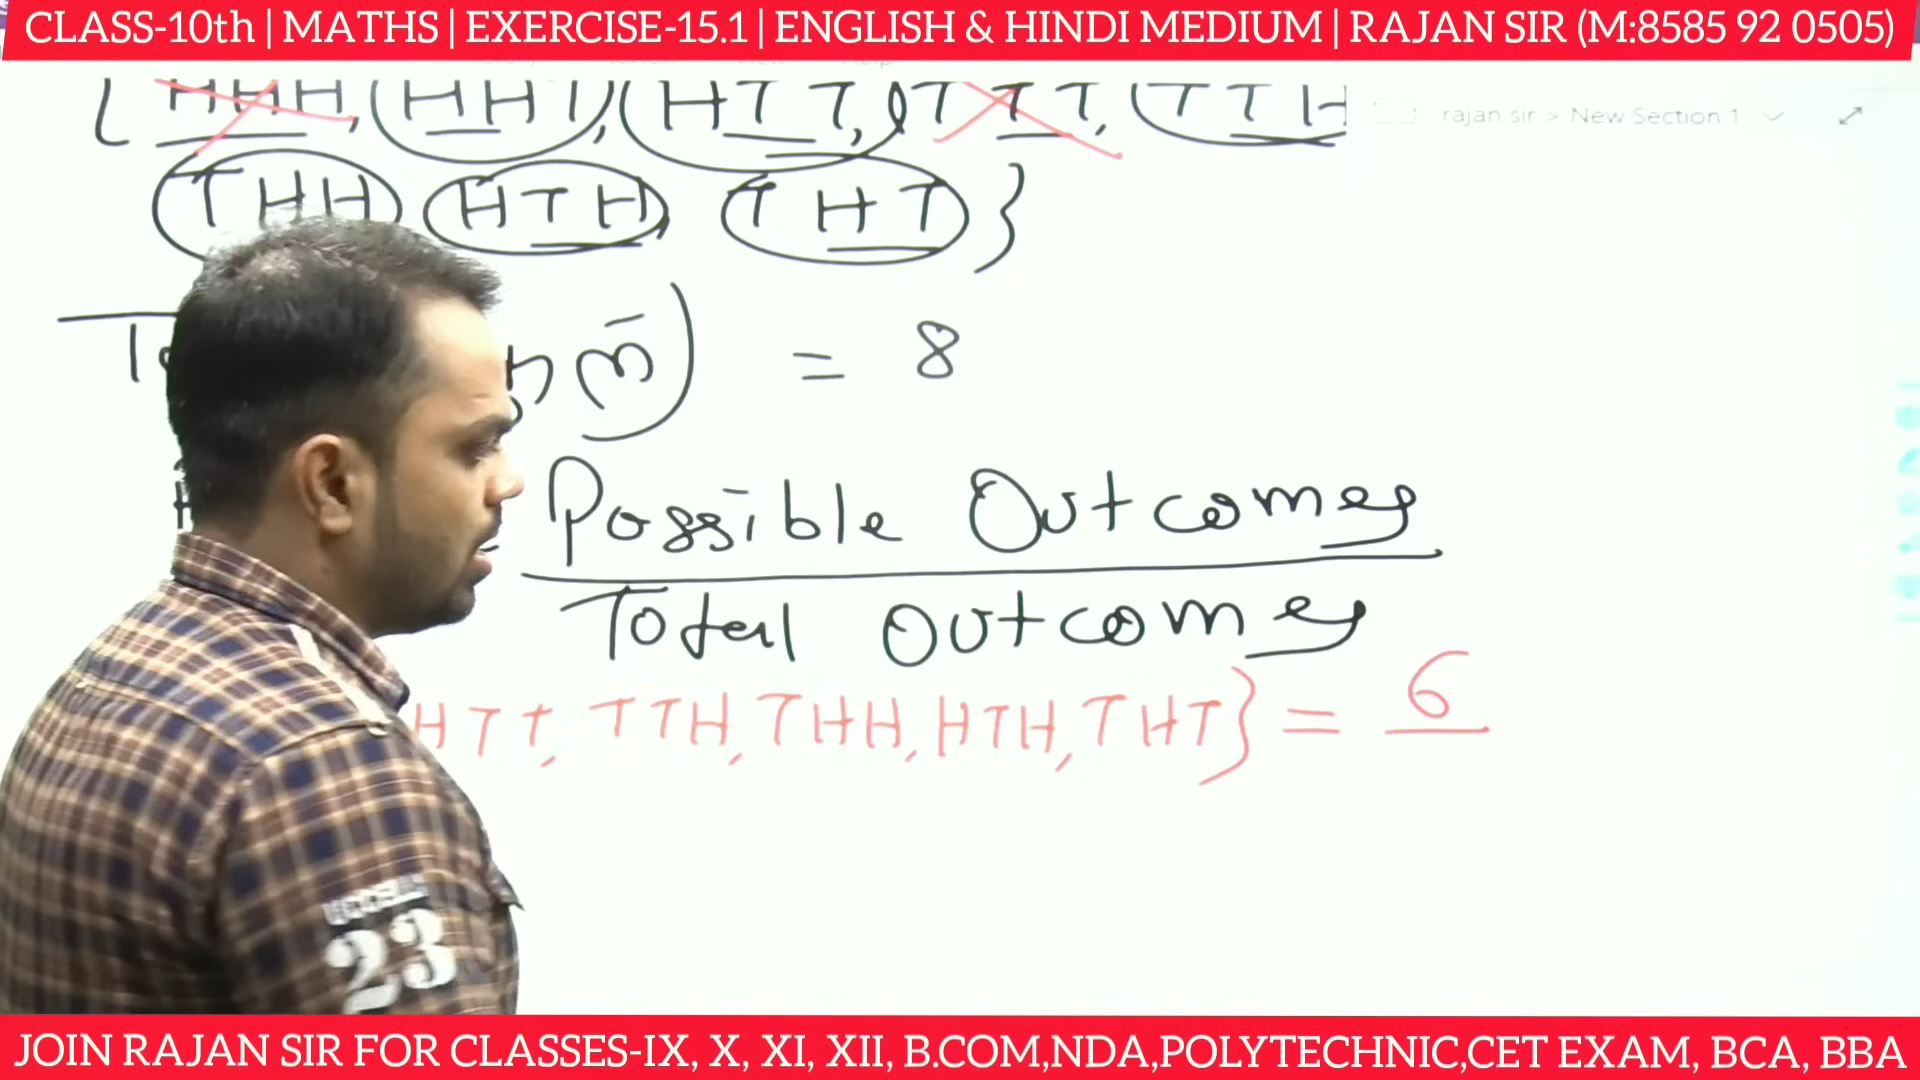 CLASS-10th | MATHS | EXERCISE-15.1 | ENGLISH & HINDI MEDIUM | RAJAN SIR (M:8585 92 0505)
{ HHH, HHT, HTT, TTT, TTH
rajan sir > New Section 1
THH HTH, THT }
= 8
Possible Outcomes
Total Outcomes
HTT, TTH, THH, HTH, THT } = 6
23
JOIN RAJAN SIR FOR CLASSES-IX, X, XI, XII, B.COM,NDA,POLYTECHNIC,CET EXAM, BCA, BBA